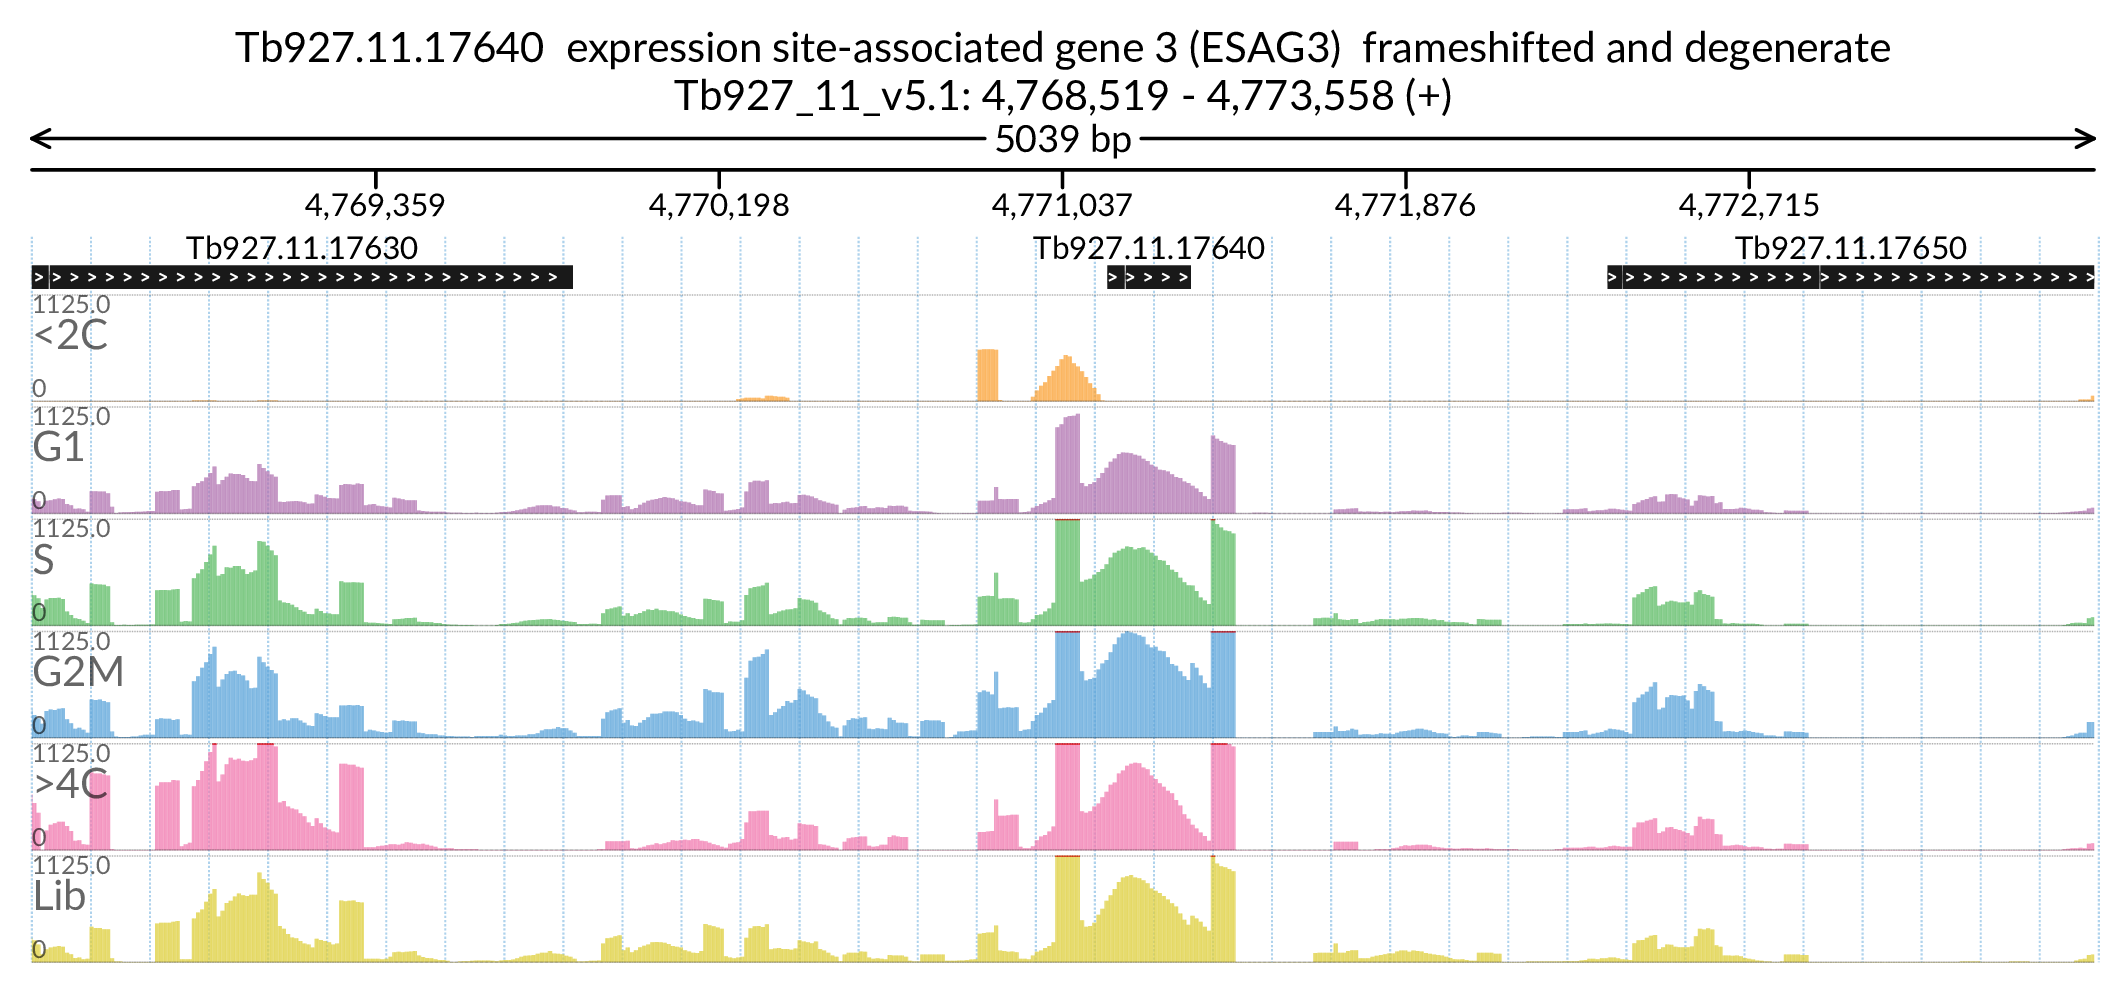 Tb927.11.17640 expression site-associated gene 3 (ESAG3) frameshifted and degenerate
Tb927_11_v5.1: 4,768,519 - 4,773,558 (+)
5039 bp
4,769,359 4,770,198 4,771,037 4,771,876 4,772,715
Tb927.11.17630 Tb927.11.17640 Tb927.11.17650
1125.0
<2C
0
1125.0
G1
0
1125.0
S
0
1125.0
G2M
0
1125.0
>4C
0
1125.0
Lib
0